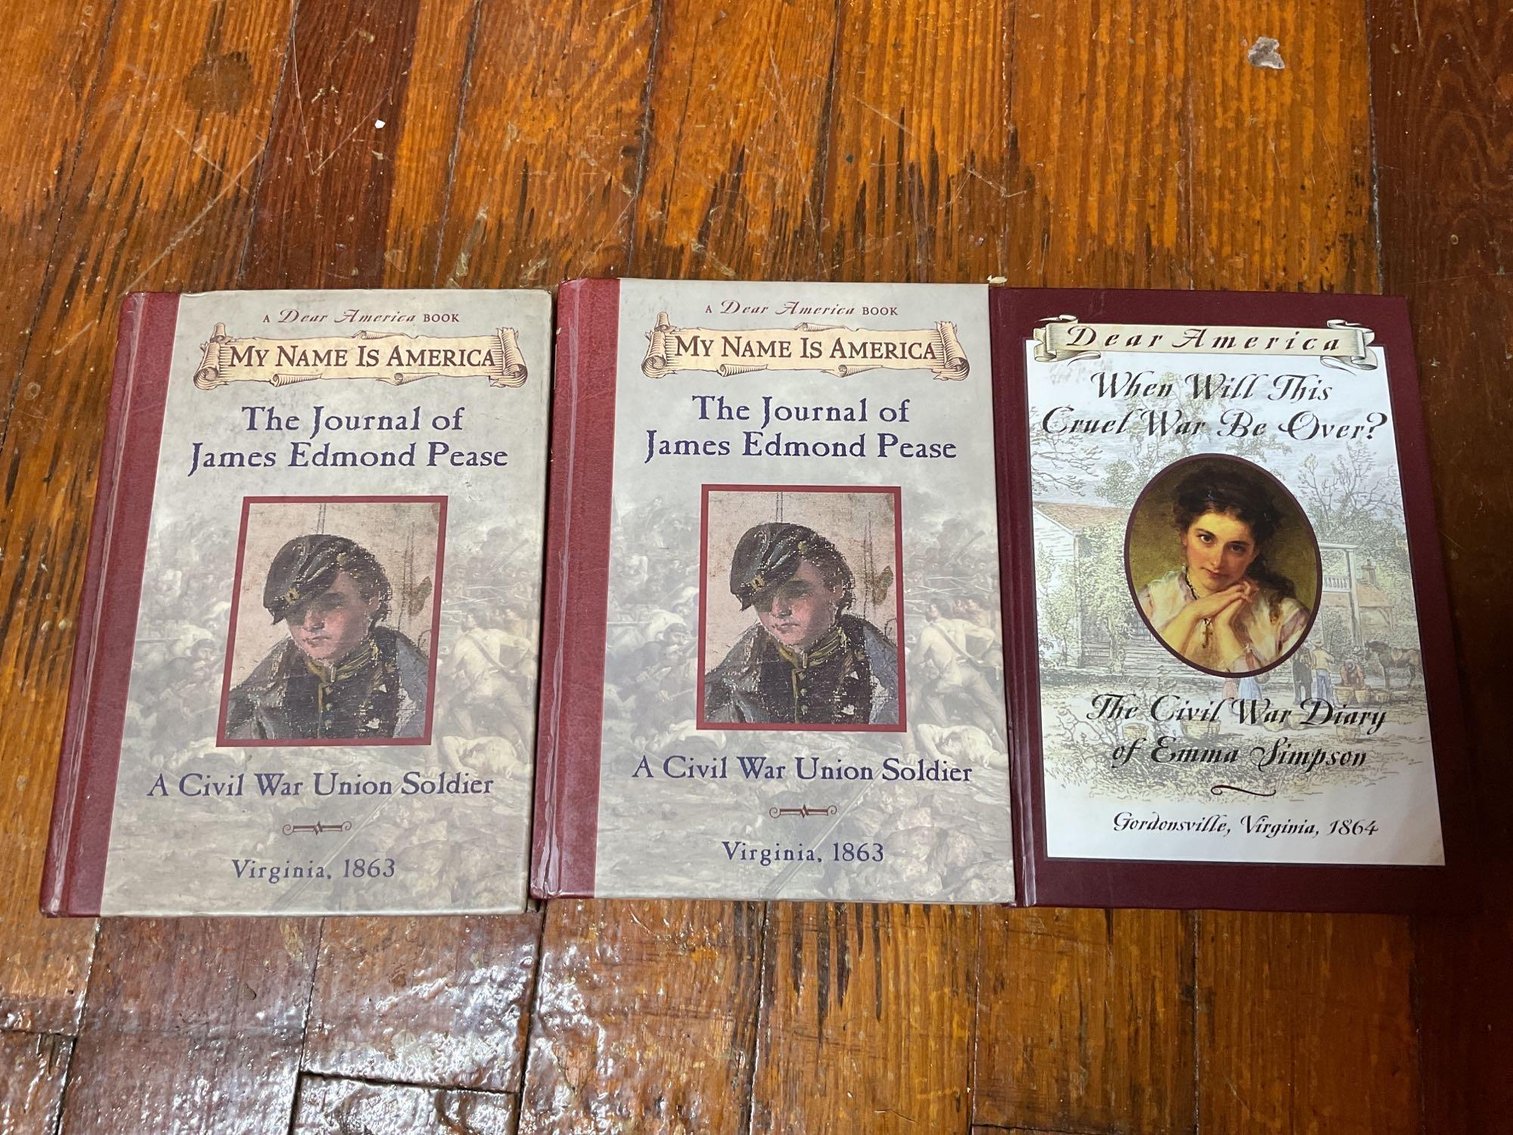 A Dear America BOOK
MY NAME IS AMERICA
The Journal of
James Edmond Pease
A Civil War Union Soldier
Virginia, 1863
A Dear America BOOK
MY NAME IS AMERICA
The Journal of
James Edmond Pease
A Civil War Union Soldier
Virginia, 1863
Dear America
When Will This
Cruel War Be Over?
The Civil War Diary
of Emma Simpson
Gordonsville, Virginia, 1864